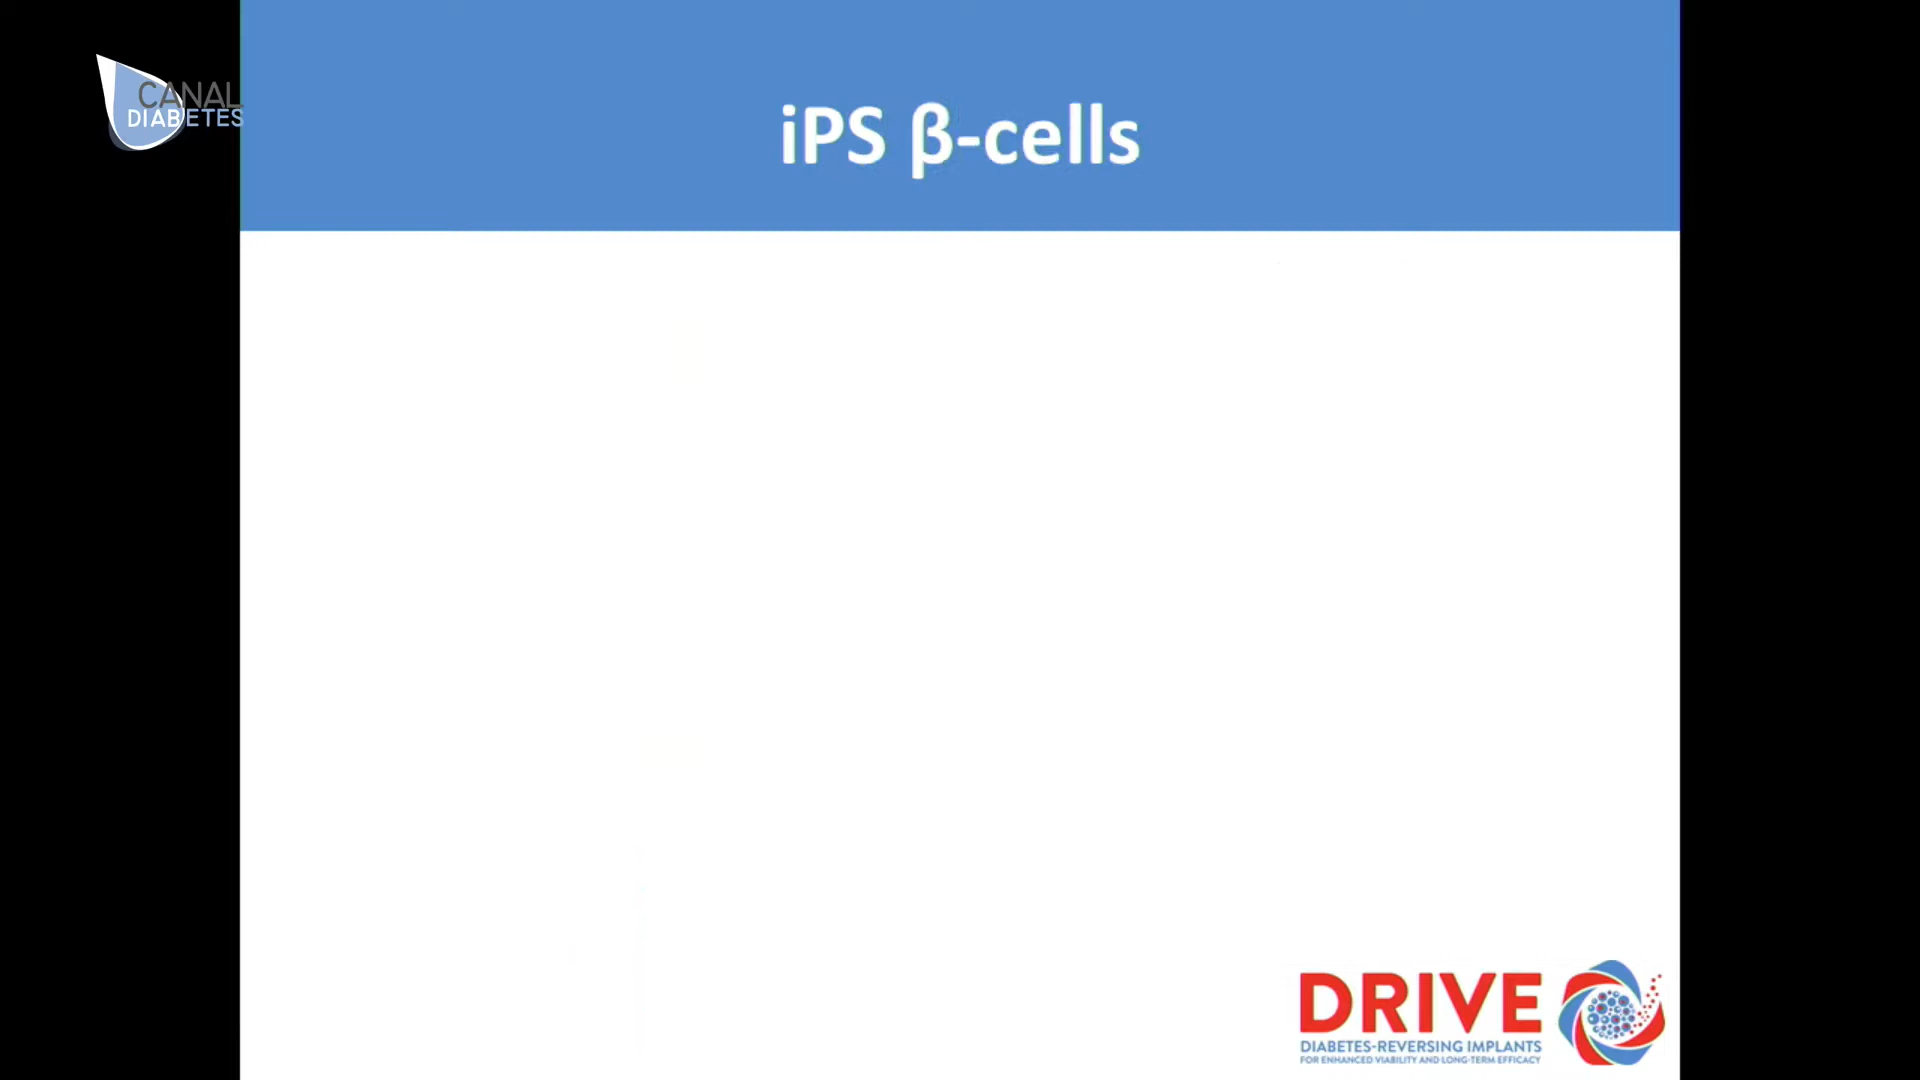 CANAL
DIABETES
iPS β-cells
DRIVE
DIABETES-REVERSING IMPLANTS
FOR ENHANCED VIABILITY AND LONG-TERM EFFICACY